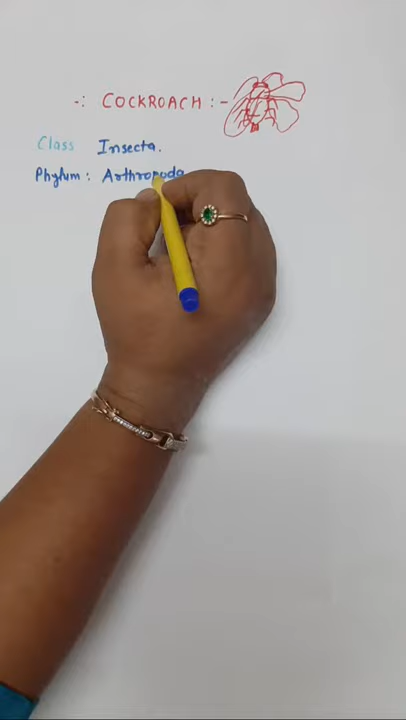 -: COCKROACH :-
Class Insecta.
Phylum: Arthropoda